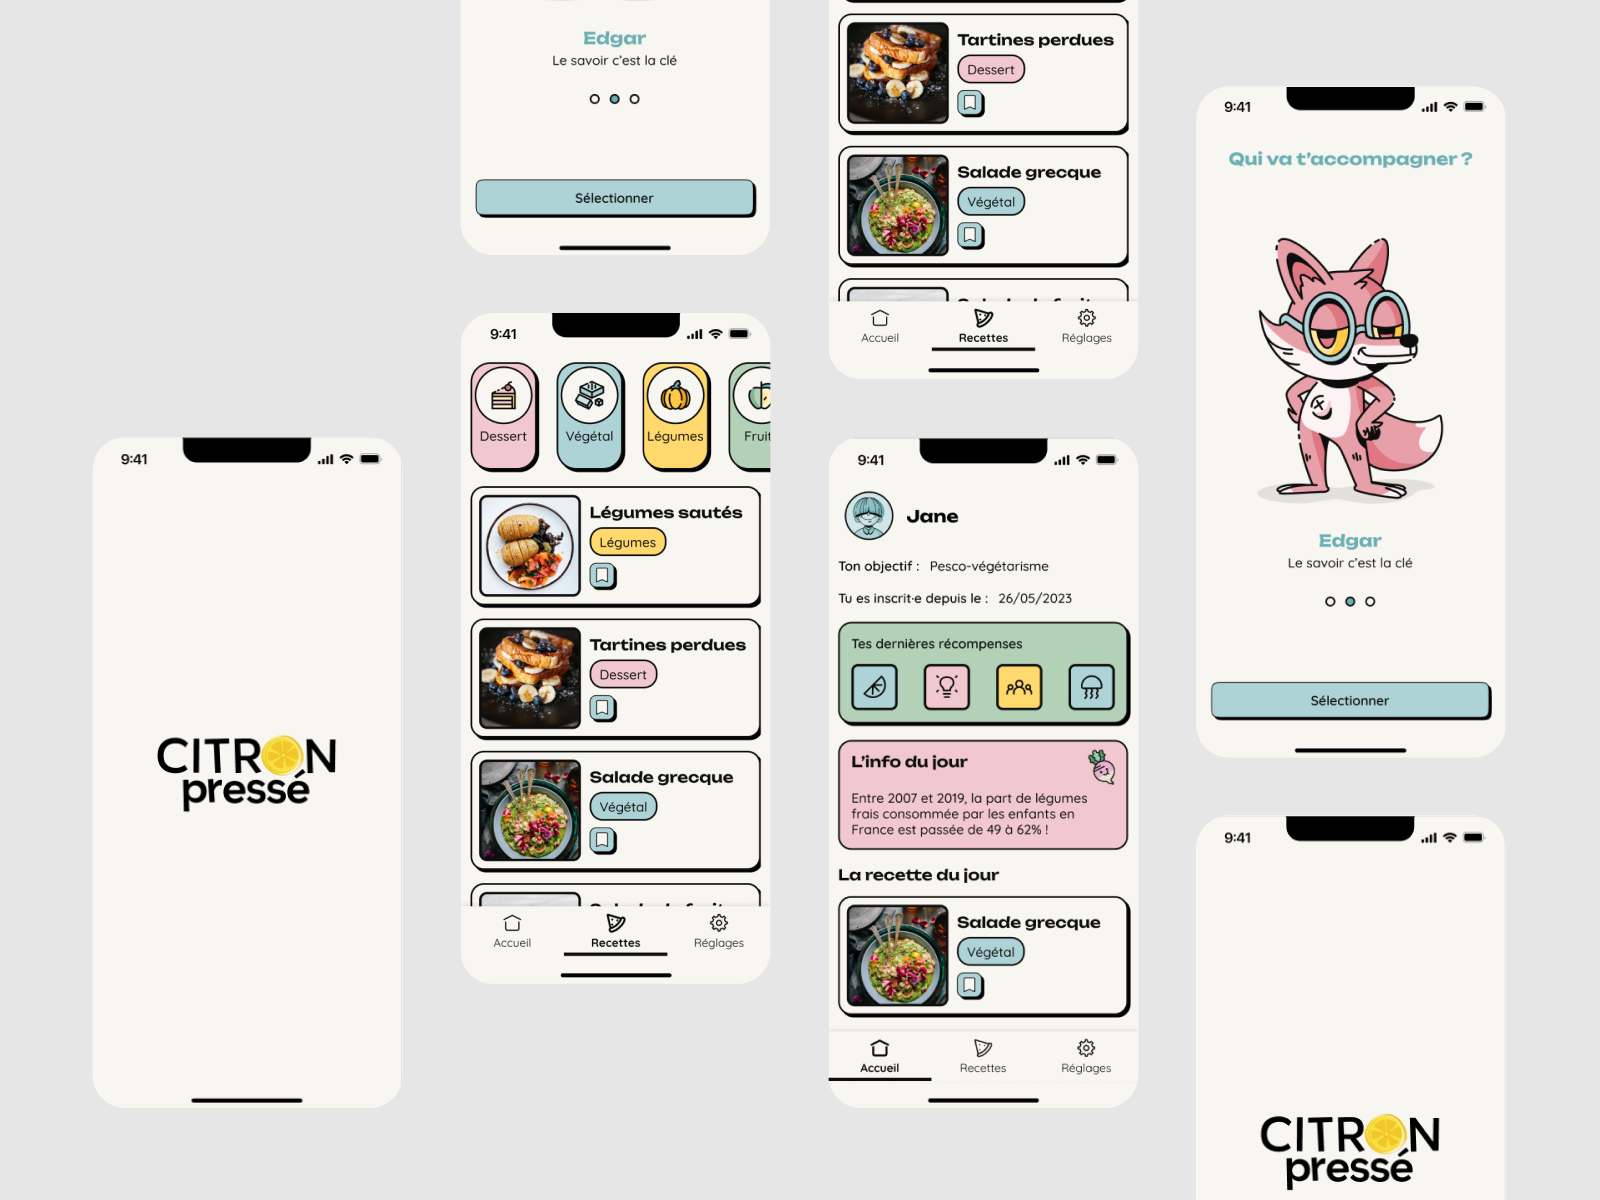 9:41
CITRON
pressé
Edgar
Le savoir c’est la clé
Sélectionner
9:41
Dessert
Végétal
Légumes
Fruit
Légumes sautés
Légumes
Tartines perdues
Dessert
Salade grecque
Végétal
Accueil
Recettes
Réglages
Tartines perdues
Dessert
Salade grecque
Végétal
Accueil
Recettes
Réglages
9:41
Jane
Ton objectif : Pesco-végétarisme
Tu es inscrit·e depuis le : 26/05/2023
Tes dernières récompenses
L’info du jour
Entre 2007 et 2019, la part de légumes
frais consommée par les enfants en
France est passée de 49 à 62% !
La recette du jour
Salade grecque
Végétal
Accueil
Recettes
Réglages
9:41
Qui va t’accompagner ?
Edgar
Le savoir c’est la clé
Sélectionner
9:41
CITRON
pressé